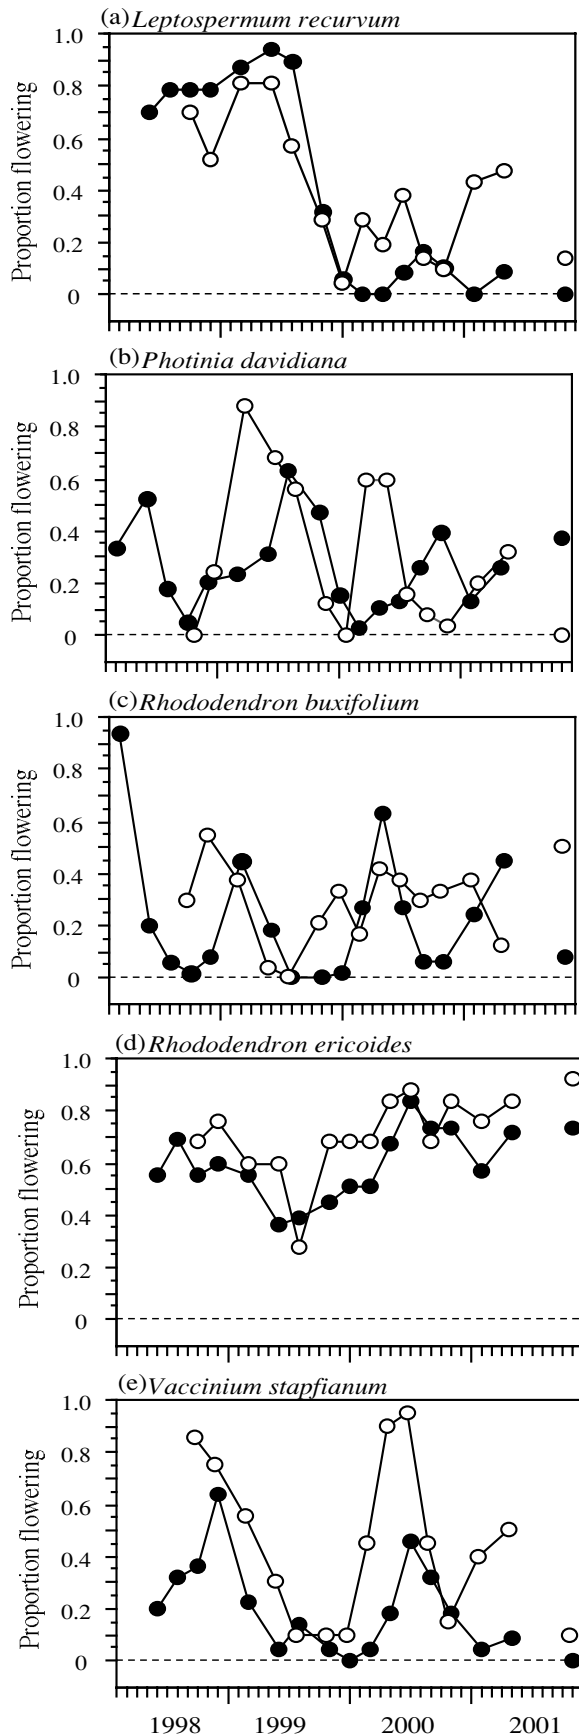 (a) Leptospermum recurvum
1.0
0.8
0.6
0.4
0.2
0
Proportion flowering
(b) Photinia davidiana
1.0
0.8
0.6
0.4
0.2
0
Proportion flowering
(c) Rhododendron buxifolium
1.0
0.8
0.6
0.4
0.2
0
Proportion flowering
(d) Rhododendron ericoides
1.0
0.8
0.6
0.4
0.2
0
Proportion flowering
(e) Vaccinium stapfianum
1.0
0.8
0.6
0.4
0.2
0
Proportion flowering
1998 1999 2000 2001